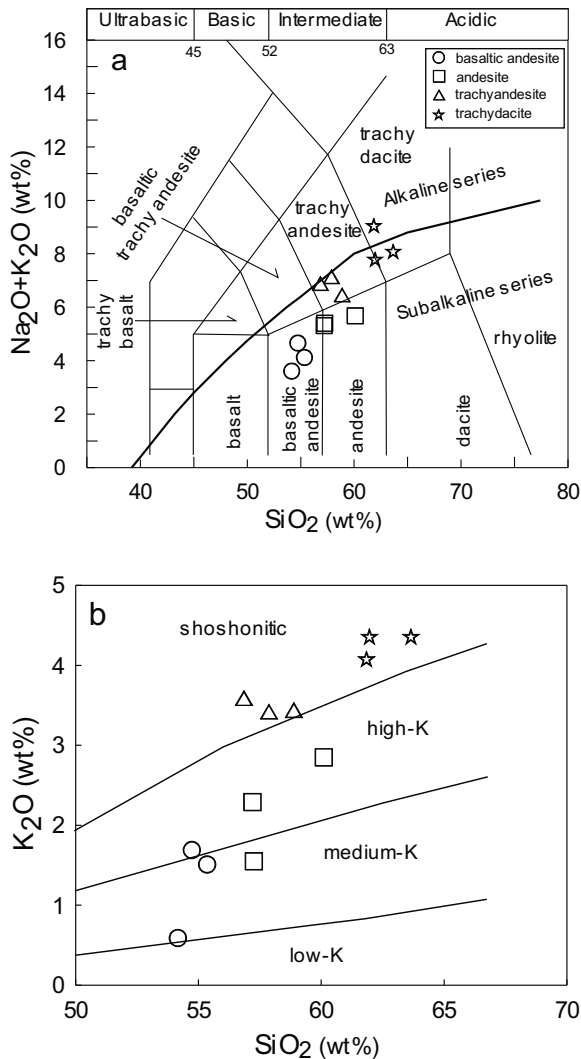 Ultrabasic Basic Intermediate Acidic
45 52 63
a
basaltic andesite
andesite
trachyandesite
trachydacite
16
14
12
10
8
6
4
2
0
Na₂O+K₂O (wt%)
trachy
dacite
Alkaline series
basaltic
trachy andesite
trachy
andesite
Subalkaline series
trachy
basalt
rhyolite
basalt
basaltic
andesite
andesite
dacite
40 50 60 70 80
SiO₂ (wt%)
b
5
4
3
2
1
0
K₂O (wt%)
shoshonitic
high-K
medium-K
low-K
50 55 60 65 70
SiO₂ (wt%)